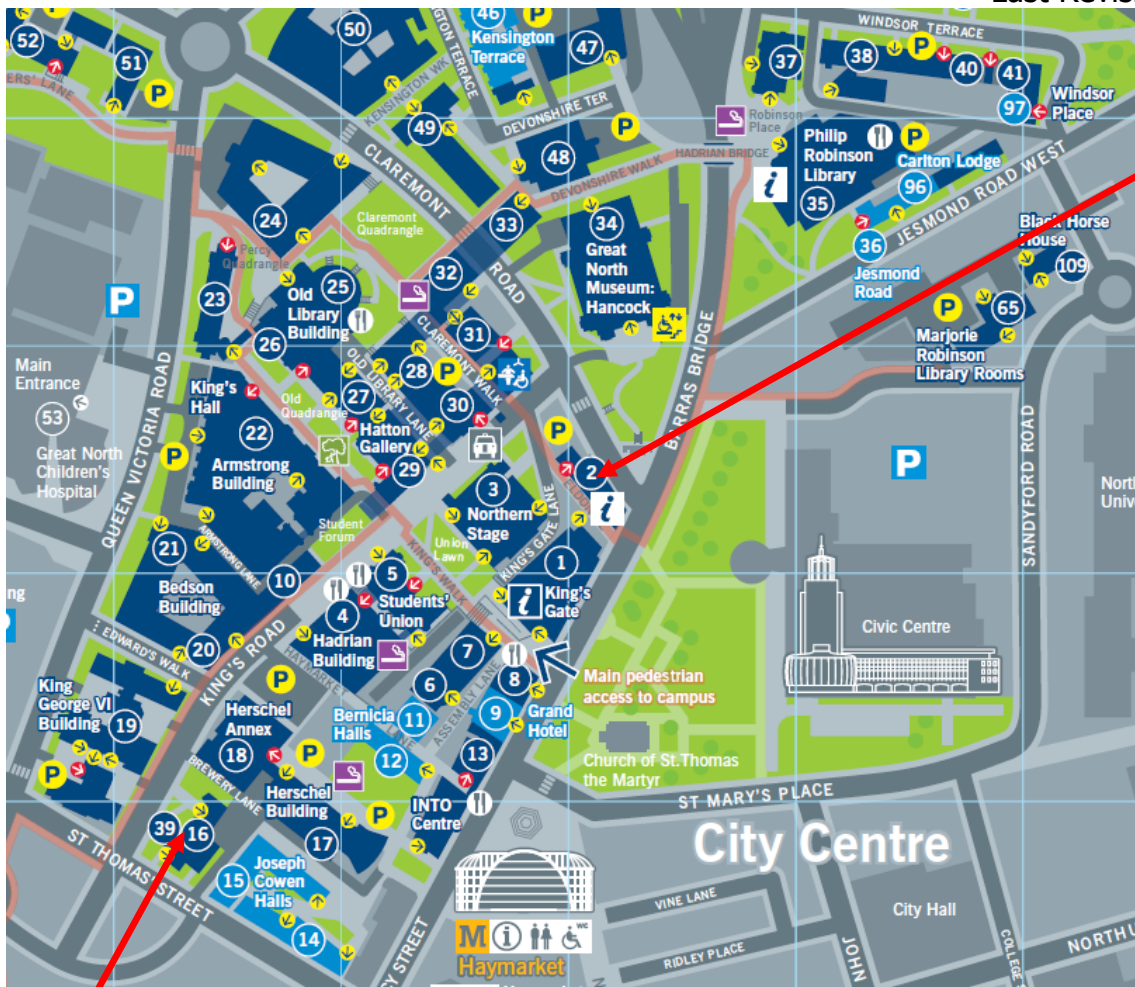 52
51
50
46
Kensington
Terrace
47
37
38
WINDSOR TERRACE
P
40
41
97
Windsor
Place
P
KENSINGTON WK
49
DEVONSHIRE TER
P
Robinson
Place
HADRIAN BRIDGE
Philip
Robinson
Library
35
P
Carlton Lodge
96
CLAREMONT
ROAD
48
DEVONSHIRE WALK
i
JESMOND ROAD WEST
24
Claremont
Quadrangle
33
34
Great
North
Museum:
Hancock
36
Jesmond
Road
Black Horse
House
109
Percy
Quadrangle
25
Old
Library
Building
32
P
23
26
31
CLAREMONT WALK
P
65
Marjorie
Robinson
Library Rooms
Main
Entrance
53
Great North
Children's
Hospital
QUEEN VICTORIA ROAD
King's
Hall
22
Armstrong
Building
Old
Quadrangle
27
OLD LIBRARY LANE
28
P
30
Hatton
Gallery
29
BARRAS BRIDGE
P
P
2
P
SANDYFORD ROAD
i
3
Northern
Stage
KING'S GATE LANE
Student
Forum
Union
Lawn
21
ARMSTRONG LANE
Bedson
Building
10
5
Students'
Union
KING'S WALK
1
i
King's
Gate
4
Hadrian
Building
Civic Centre
EDWARD'S WALK
20
KING'S ROAD
7
8
Main pedestrian
access to campus
King
George VI
Building
19
P
6
ASSEMBLY LANE
9
Grand
Hotel
Herschel
Annex
18
Bernicia
Halls
11
12
13
Church of St.Thomas
the Martyr
P
P
BREWERY LANE
Herschel
Building
P
INTO
Centre
ST MARY'S PLACE
39
16
17
City Centre
ST THOMAS' STREET
15
Joseph
Cowen
Halls
14
VINE LANE
City Hall
RIDLEY PLACE
JOHN
M
i
WC
Haymarket